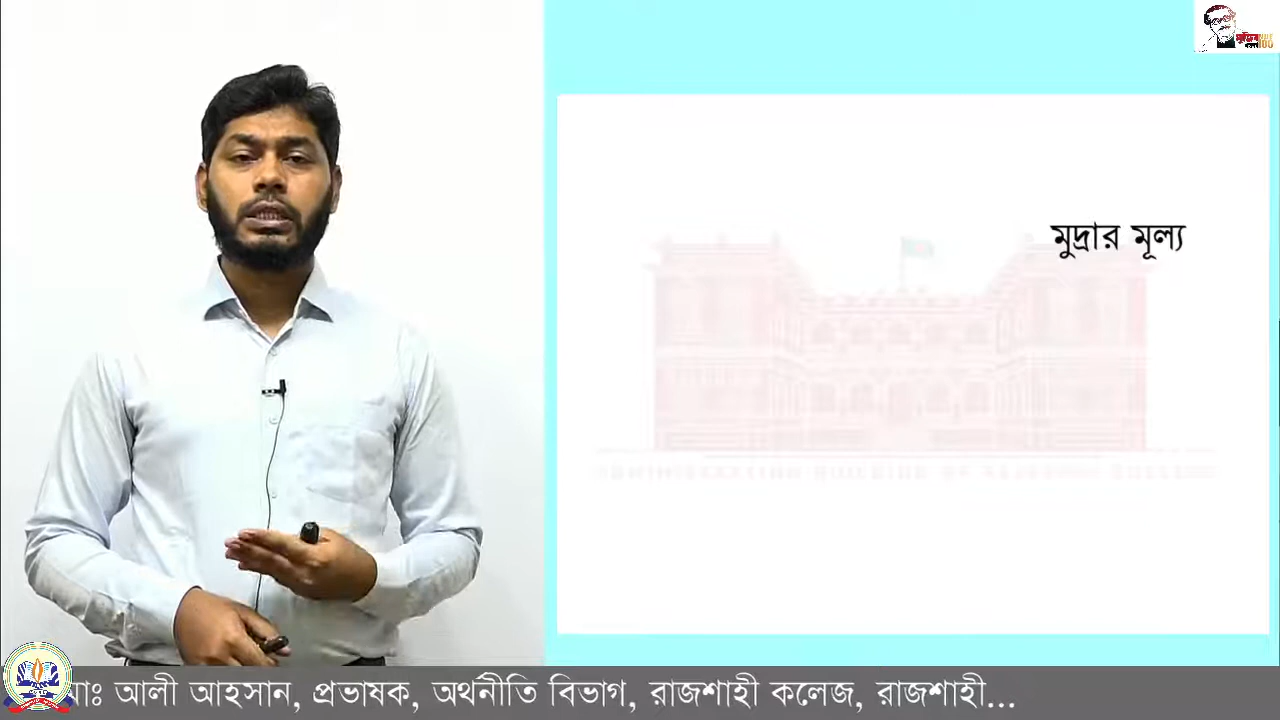 মুদ্রার মূল্য
আলী আহসান, প্রভাষক, অর্থনীতি বিভাগ, রাজশাহী কলেজ, রাজশাহী...